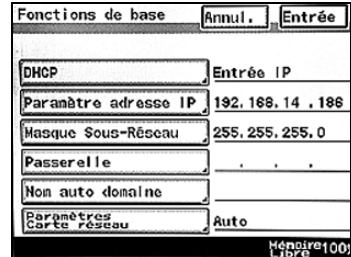 Fonctions de base Annul. Entrée
DHCP Entrée IP
Paramètre adresse IP 192.168.14 .186
Masque Sous-Réseau 255.255.255.0
Passerelle . . .
Nom auto domaine
Paramètres
Carte réseau Auto
Mémoire
Libre 100%